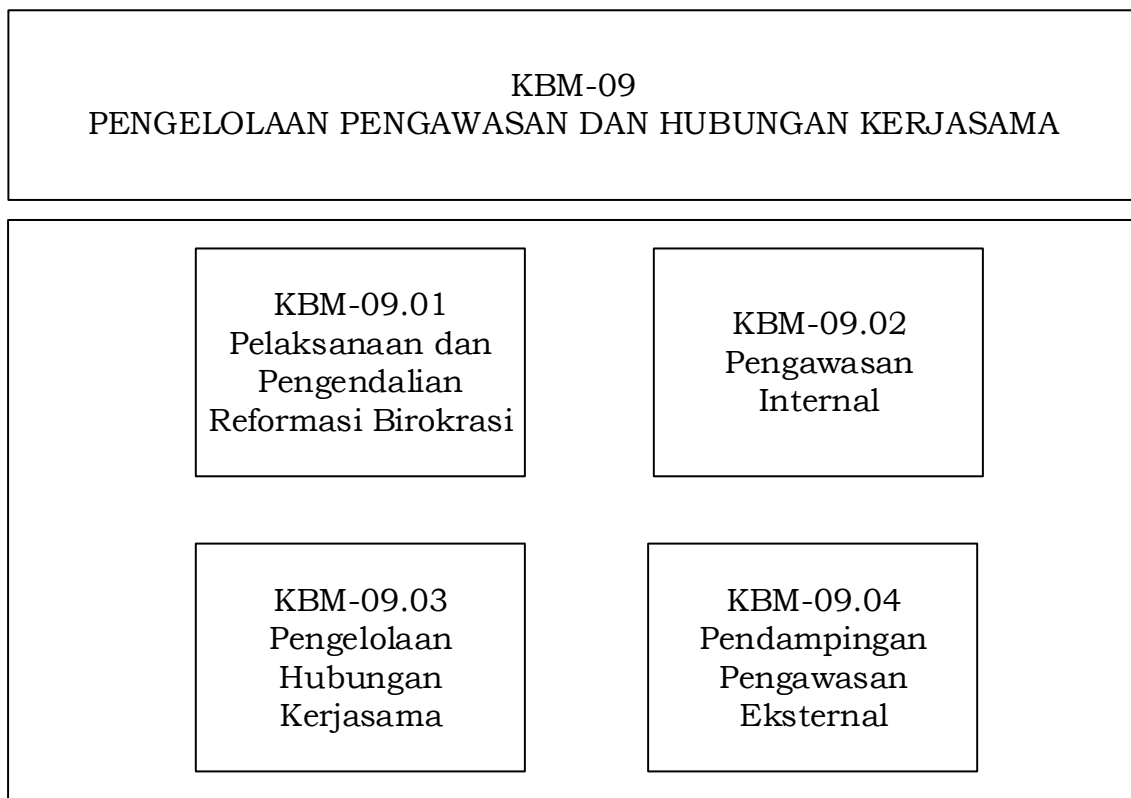 KBM-09
PENGELOLAAN PENGAWASAN DAN HUBUNGAN KERJASAMA
KBM-09.01
Pelaksanaan dan
Pengendalian
Reformasi Birokrasi
KBM-09.02
Pengawasan
Internal
KBM-09.03
Pengelolaan
Hubungan
Kerjasama
KBM-09.04
Pendampingan
Pengawasan
Eksternal